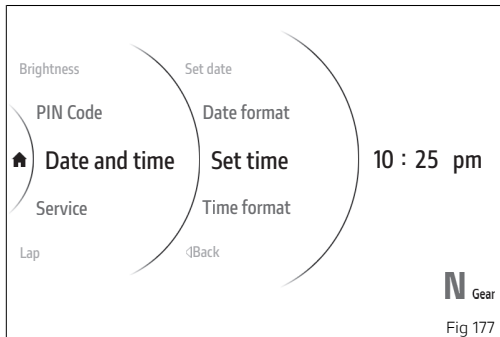 Brightness
PIN Code
Date and time
Service
Lap
Set date
Date format
Set time
Time format
Back
10 : 25 pm
N Gear
Fig 177